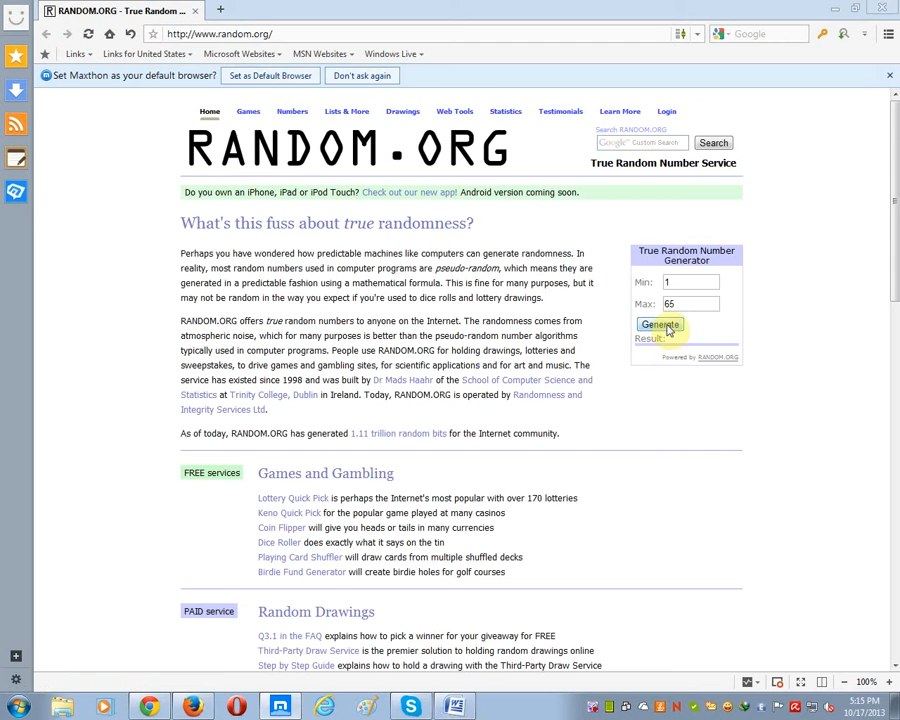 RANDOM.ORG - True Random ...
http://www.random.org/
Google
Links
Links for United States
Microsoft Websites
MSN Websites
Windows Live
Set Maxthon as your default browser?
Set as Default Browser
Don't ask again
Home Games Numbers Lists & More Drawings Web Tools Statistics Testimonials Learn More Login
RANDOM.ORG
Search RANDOM.ORG
Google™ Custom Search
Search
True Random Number Service
Do you own an iPhone, iPad or iPod Touch? Check out our new app! Android version coming soon.
What's this fuss about true randomness?
Perhaps you have wondered how predictable machines like computers can generate randomness. In
reality, most random numbers used in computer programs are pseudo-random, which means they are
generated in a predictable fashion using a mathematical formula. This is fine for many purposes, but it
may not be random in the way you expect if you're used to dice rolls and lottery drawings.
RANDOM.ORG offers true random numbers to anyone on the Internet. The randomness comes from
atmospheric noise, which for many purposes is better than the pseudo-random number algorithms
typically used in computer programs. People use RANDOM.ORG for holding drawings, lotteries and
sweepstakes, to drive games and gambling sites, for scientific applications and for art and music. The
service has existed since 1998 and was built by Dr Mads Haahr of the School of Computer Science and
Statistics at Trinity College, Dublin in Ireland. Today, RANDOM.ORG is operated by Randomness and
Integrity Services Ltd.
As of today, RANDOM.ORG has generated 1.11 trillion random bits for the Internet community.
True Random Number
Generator
Min: 1
Max: 65
Generate
Result:
Powered by RANDOM.ORG
FREE services
Games and Gambling
Lottery Quick Pick is perhaps the Internet's most popular with over 170 lotteries
Keno Quick Pick for the popular game played at many casinos
Coin Flipper will give you heads or tails in many currencies
Dice Roller does exactly what it says on the tin
Playing Card Shuffler will draw cards from multiple shuffled decks
Birdie Fund Generator will create birdie holes for golf courses
PAID service
Random Drawings
Q3.1 in the FAQ explains how to pick a winner for your giveaway for FREE
Third-Party Draw Service is the premier solution to holding random drawings online
Step by Step Guide explains how to hold a drawing with the Third-Party Draw Service
100%
5:15 PM
10/17/2013